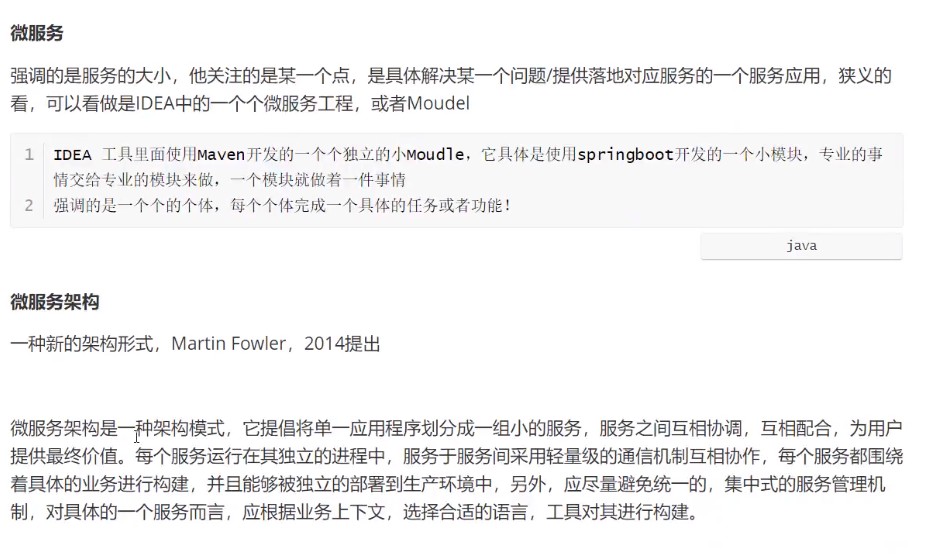 微服务
强调的是服务的大小，他关注的是某一个点，是具体解决某一个问题/提供落地对应服务的一个服务应用，狭义的
看，可以看做是IDEA中的一个个微服务工程，或者Moudel
1 IDEA 工具里面使用Maven开发的一个个独立的小Moudle，它具体是使用springboot开发的一个小模块，专业的事
情交给专业的模块来做，一个模块就做着一件事情
2 强调的是一个个的个体，每个个体完成一个具体的任务或者功能！
java
微服务架构
一种新的架构形式，Martin Fowler，2014提出
微服务架构是一种架构模式，它提倡将单一应用程序划分成一组小的服务，服务之间互相协调，互相配合，为用户
提供最终价值。每个服务运行在其独立的进程中，服务于服务间采用轻量级的通信机制互相协作，每个服务都围绕
着具体的业务进行构建，并且能够被独立的部署到生产环境中，另外，应尽量避免统一的，集中式的服务管理机
制，对具体的一个服务而言，应根据业务上下文，选择合适的语言，工具对其进行构建。